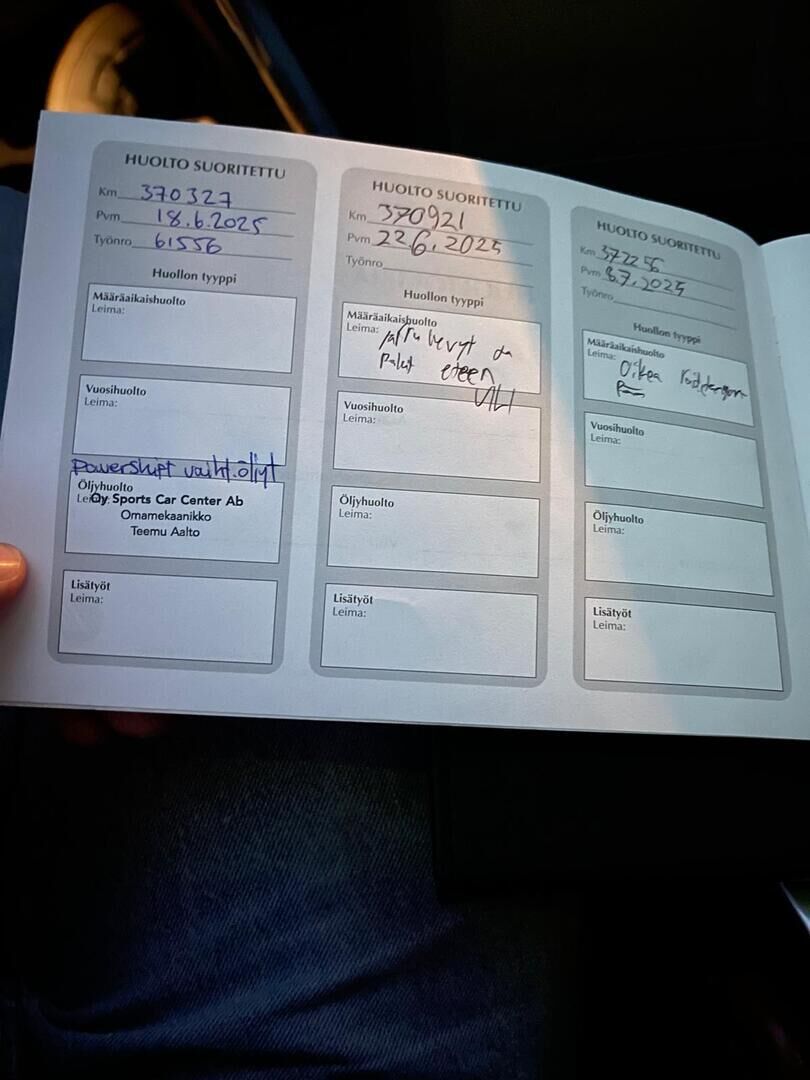 HUOLTO SUORITETTU
Km 370327
Pvm 18.6.2025
Työnro 61556
Huollon tyyppi
Määräaikaishuolto
Leima:
Vuosihuolto
Leima:
Powershift vaiht.öljyt
Öljyhuolto
Leima:
Oy Sports Car Center Ab
Omamekaanikko
Teemu Aalto
Lisätyöt
Leima:
HUOLTO SUORITETTU
Km 370921
Pvm 22.6.2025
Työnro
Huollon tyyppi
Määräaikaishuolto
Leima: jarrulevyt ja
Palat eteen
Vuosihuolto
Leima:
Öljyhuolto
Leima:
Lisätyöt
Leima:
HUOLTO SUORITETTU
Km 372256
Pvm 8.7.2025
Työnro
Huollon tyyppi
Määräaikaishuolto
Leima: Oikea
Vuosihuolto
Leima:
Öljyhuolto
Leima:
Lisätyöt
Leima: